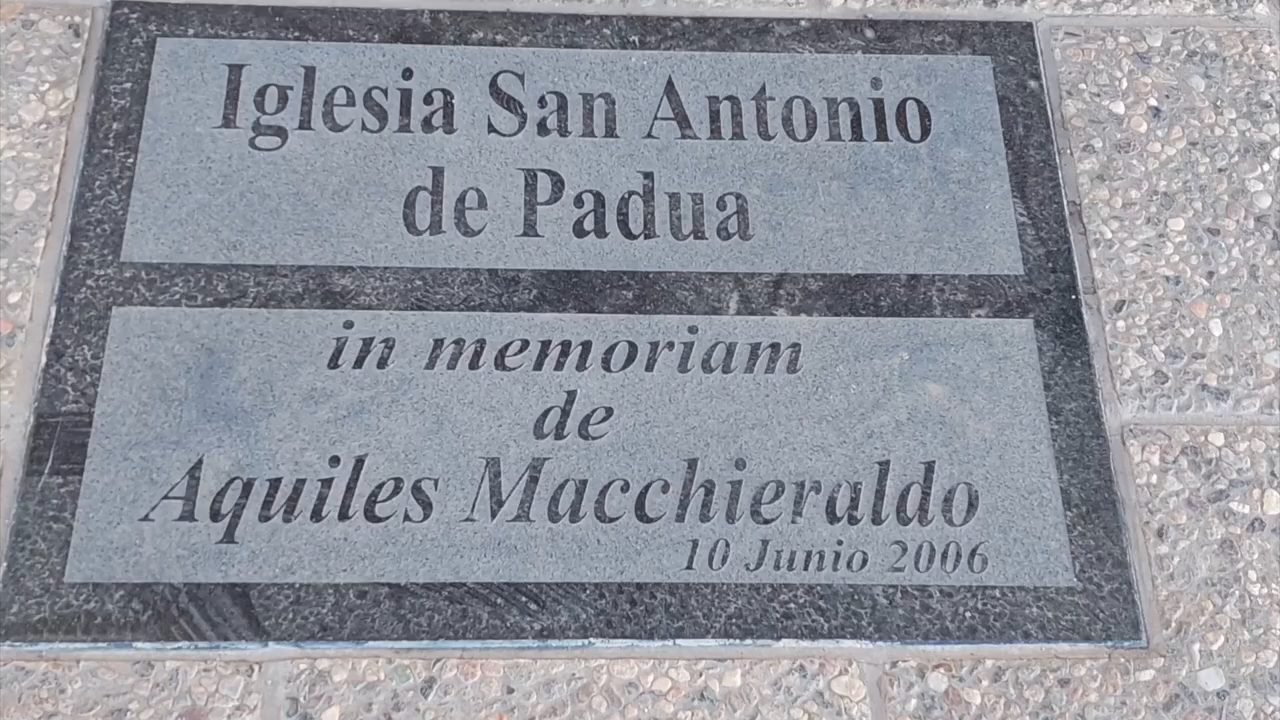 Iglesia San Antonio
de Padua
in memoriam
de
Aquiles Macchieraldo
10 Junio 2006